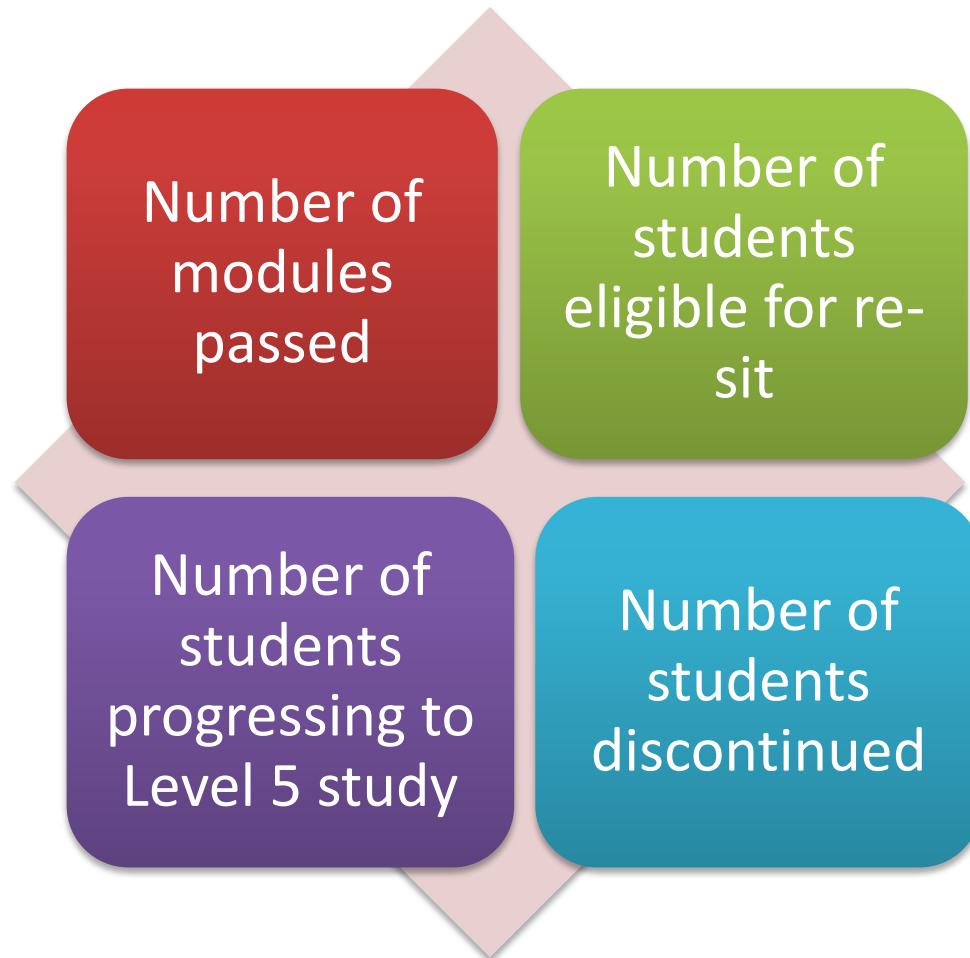 Number of
modules
passed
Number of
students
eligible for re-
sit
Number of
students
progressing to
Level 5 study
Number of
students
discontinued